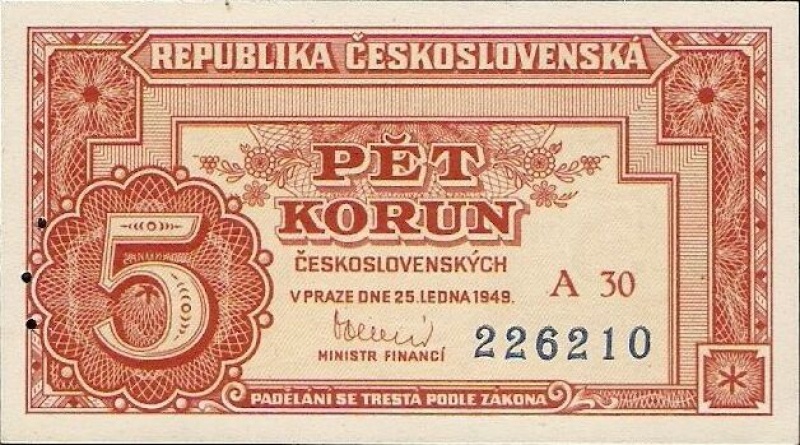 REPUBLIKA ČESKOSLOVENSKÁ
PĚT
KORUN
ČESKOSLOVENSKÝCH
V PRAZE DNE 25. LEDNA 1949.
A 30
226210
MINISTR FINANCÍ
5
PADĚLÁNÍ SE TRESTÁ PODLE ZÁKONA